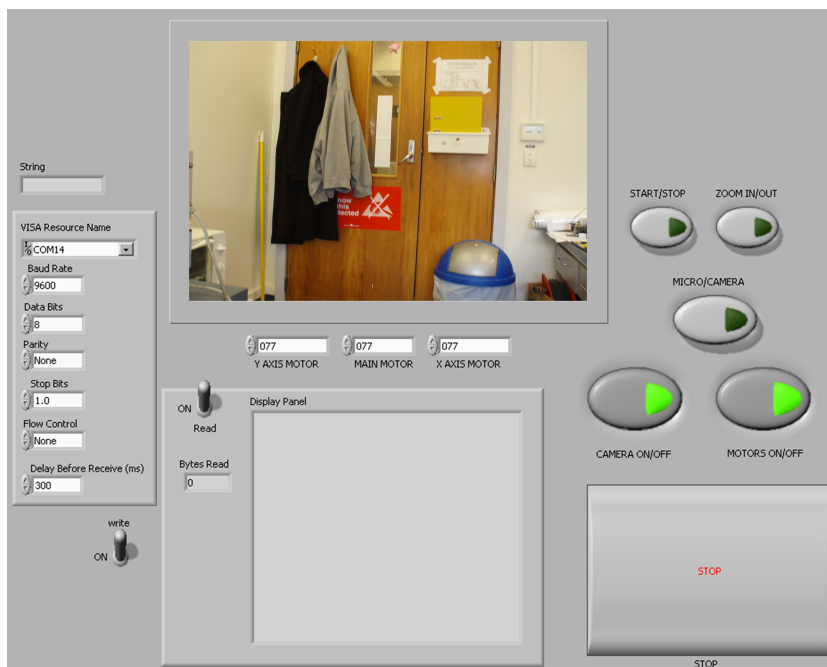 String
VISA Resource Name
COM14
Baud Rate
9600
Data Bits
8
Parity
None
Stop Bits
1.0
Flow Control
None
Delay Before Receive (ms)
300
write
ON
now
this
tected
077
077
077
Y AXIS MOTOR
MAIN MOTOR
X AXIS MOTOR
ON
Read
Bytes Read
0
Display Panel
START/STOP
ZOOM IN/OUT
MICRO/CAMERA
CAMERA ON/OFF
MOTORS ON/OFF
STOP
STOP